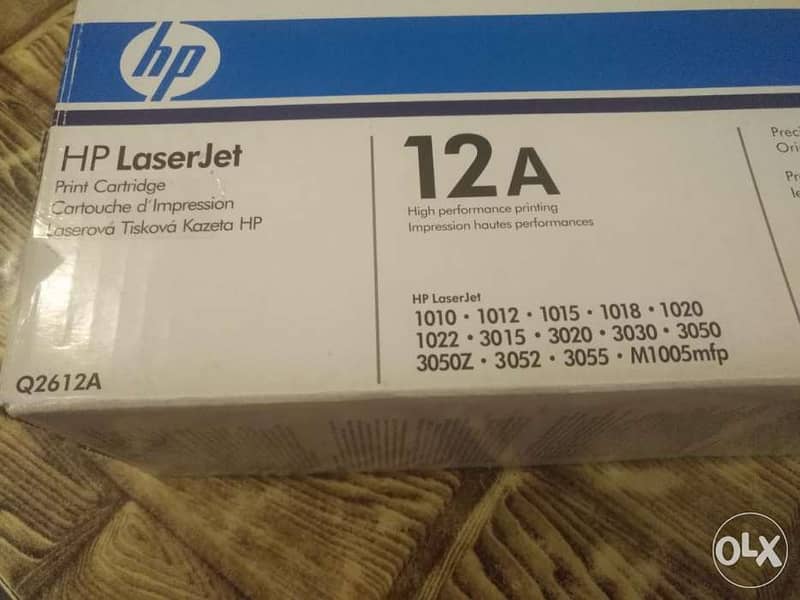 hp
HP LaserJet
Print Cartridge
Cartouche d'Impression
Laserová Tisková Kazeta HP
Q2612A
12A
High performance printing
Impression hautes performances
HP LaserJet
1010 • 1012 • 1015 • 1018 • 1020
1022 • 3015 • 3020 • 3030 • 3050
3050Z • 3052 • 3055 • M1005mfp
OLX